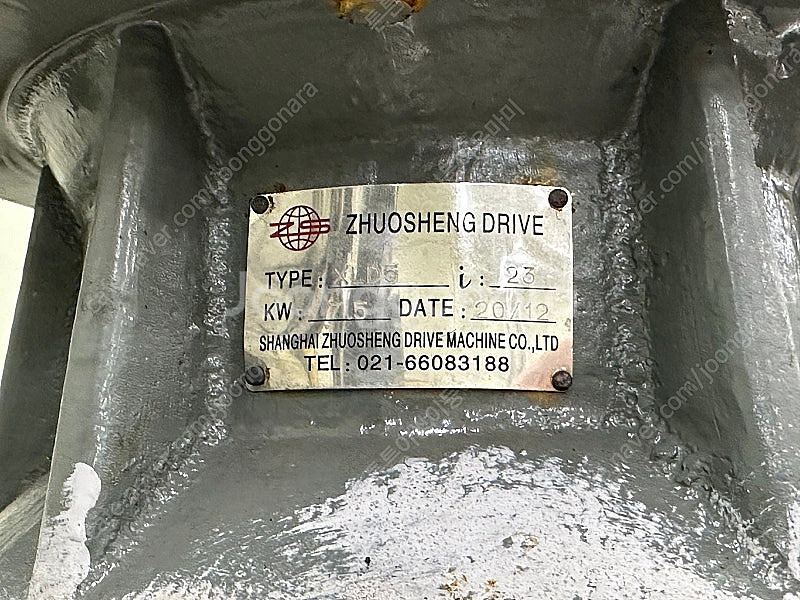 ZHUOSHENG DRIVE
TYPE: XLD5 i: 23
KW: 7.5 DATE: 20/12
SHANGHAI ZHUOSHENG DRIVE MACHINE CO.,LTD
TEL: 021-66083188